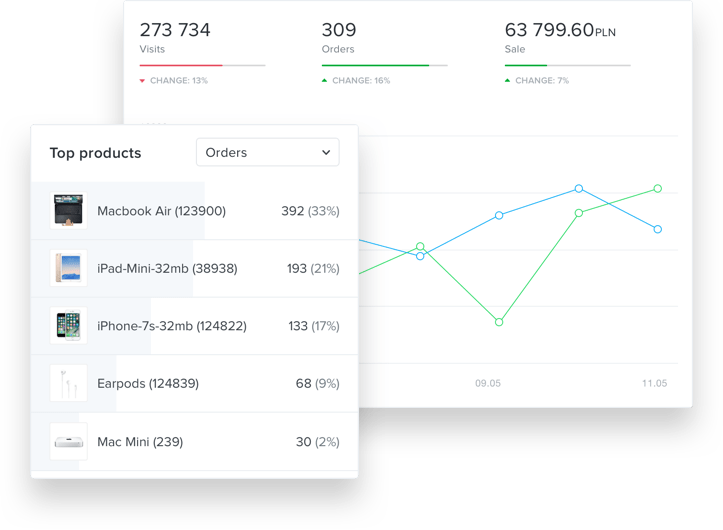 273 734
Visits
CHANGE: 13%
309
Orders
CHANGE: 16%
63 799.60PLN
Sale
CHANGE: 7%
Top products
Orders
Macbook Air (123900) 392 (33%)
iPad-Mini-32mb (38938) 193 (21%)
iPhone-7s-32mb (124822) 133 (17%)
Earpods (124839) 68 (9%)
Mac Mini (239) 30 (2%)
09.05 11.05